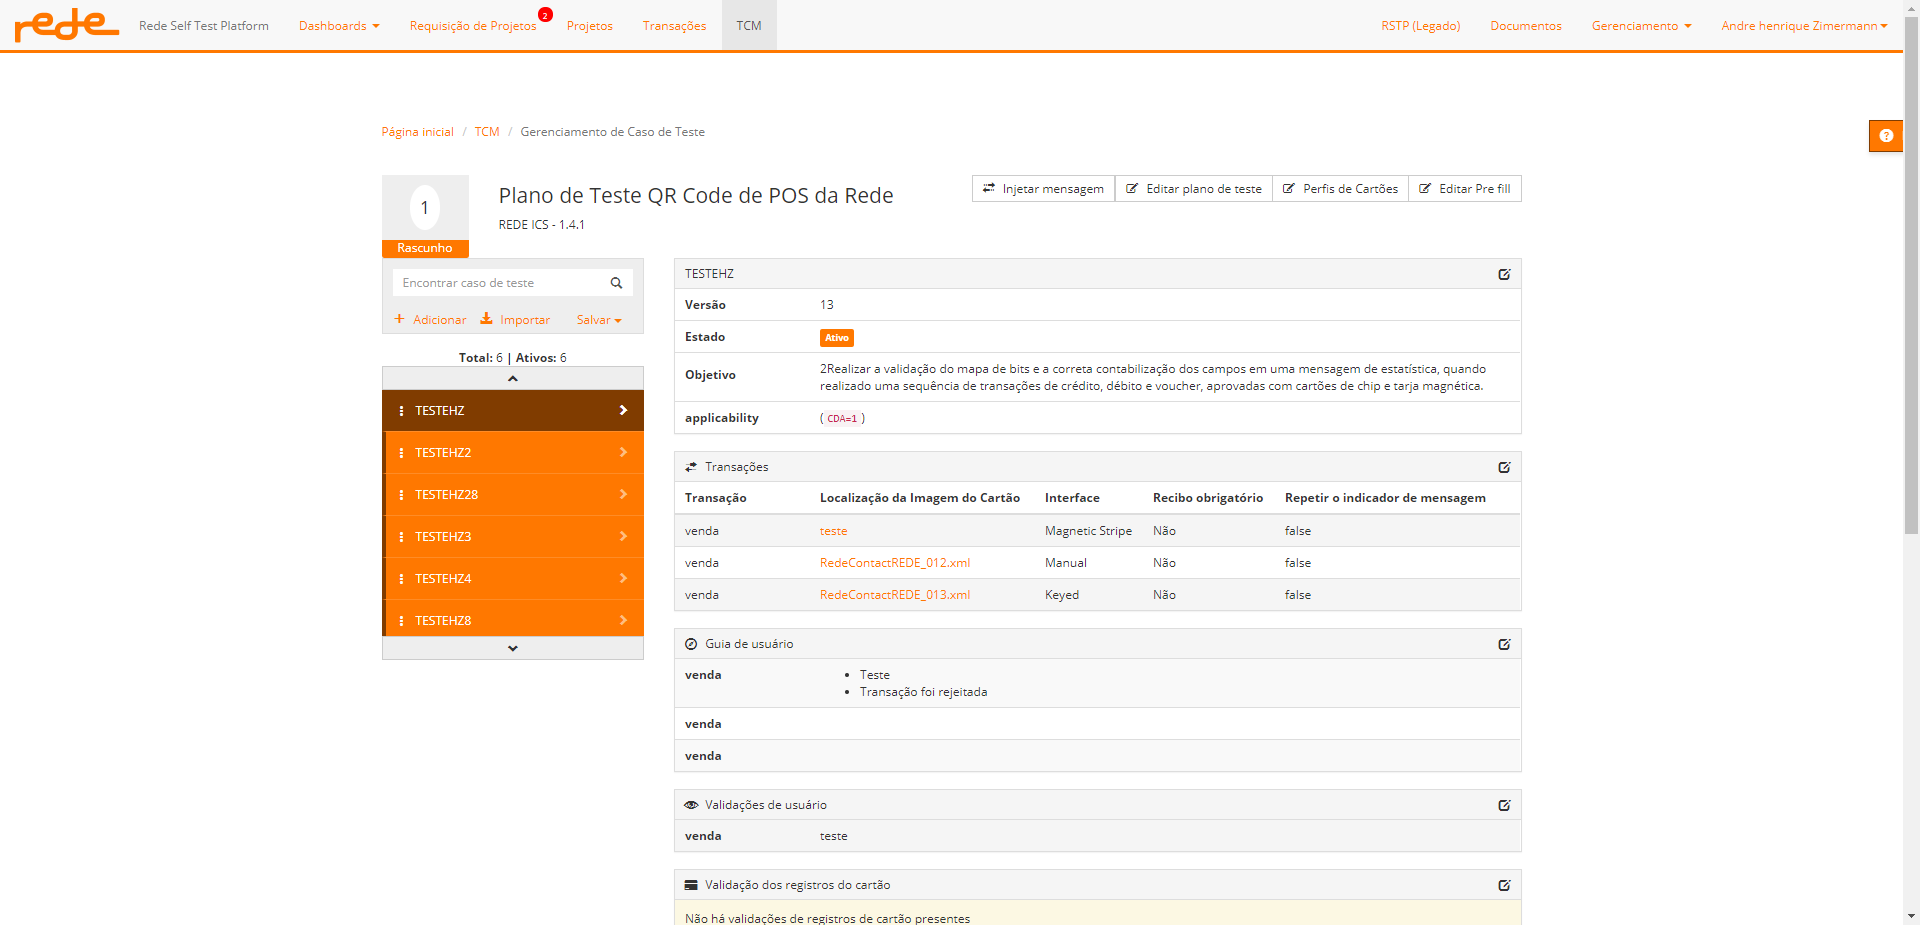 rede Rede Self Test Platform Dashboards Requisição de Projetos 2 Projetos Transações TCM RSTP (Legado) Documentos Gerenciamento Andre henrique Zimermann
Página inicial / TCM / Gerenciamento de Caso de Teste
1
Rascunho
Plano de Teste QR Code de POS da Rede
REDE ICS - 1.4.1
Injetar mensagem Editar plano de teste Perfis de Cartões Editar Pre fill
Encontrar caso de teste
+ Adicionar Importar Salvar
Total: 6 | Ativos: 6
TESTEHZ
TESTEHZ2
TESTEHZ28
TESTEHZ3
TESTEHZ4
TESTEHZ8
TESTEHZ
Versão 13
Estado Ativo
Objetivo 2Realizar a validação do mapa de bits e a correta contabilização dos campos em uma mensagem de estatística, quando
realizado uma sequência de transações de crédito, débito e voucher, aprovadas com cartões de chip e tarja magnética.
applicability ( CDA=1 )
Transações
Transação Localização da Imagem do Cartão Interface Recibo obrigatório Repetir o indicador de mensagem
venda teste Magnetic Stripe Não false
venda RedeContactREDE_012.xml Manual Não false
venda RedeContactREDE_013.xml Keyed Não false
Guia de usuário
venda • Teste
• Transação foi rejeitada
venda
venda
Validações de usuário
venda teste
Validação dos registros do cartão
Não há validações de registros de cartão presentes